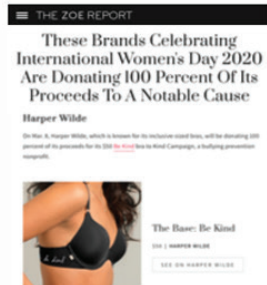 THE ZOE REPORT
These Brands Celebrating
International Women's Day 2020
Are Donating 100 Percent Of Its
Proceeds To A Notable Cause
Harper Wilde
On Mar. 8, Harper Wilde, which is known for its inclusive-sized bras, will be donating 100
percent of its proceeds for its $50 Be Kind bra to Kind Campaign, a bullying prevention
nonprofit.
be kind
The Base: Be Kind
HARPER WILDE
SEE ON HARPER WILDE